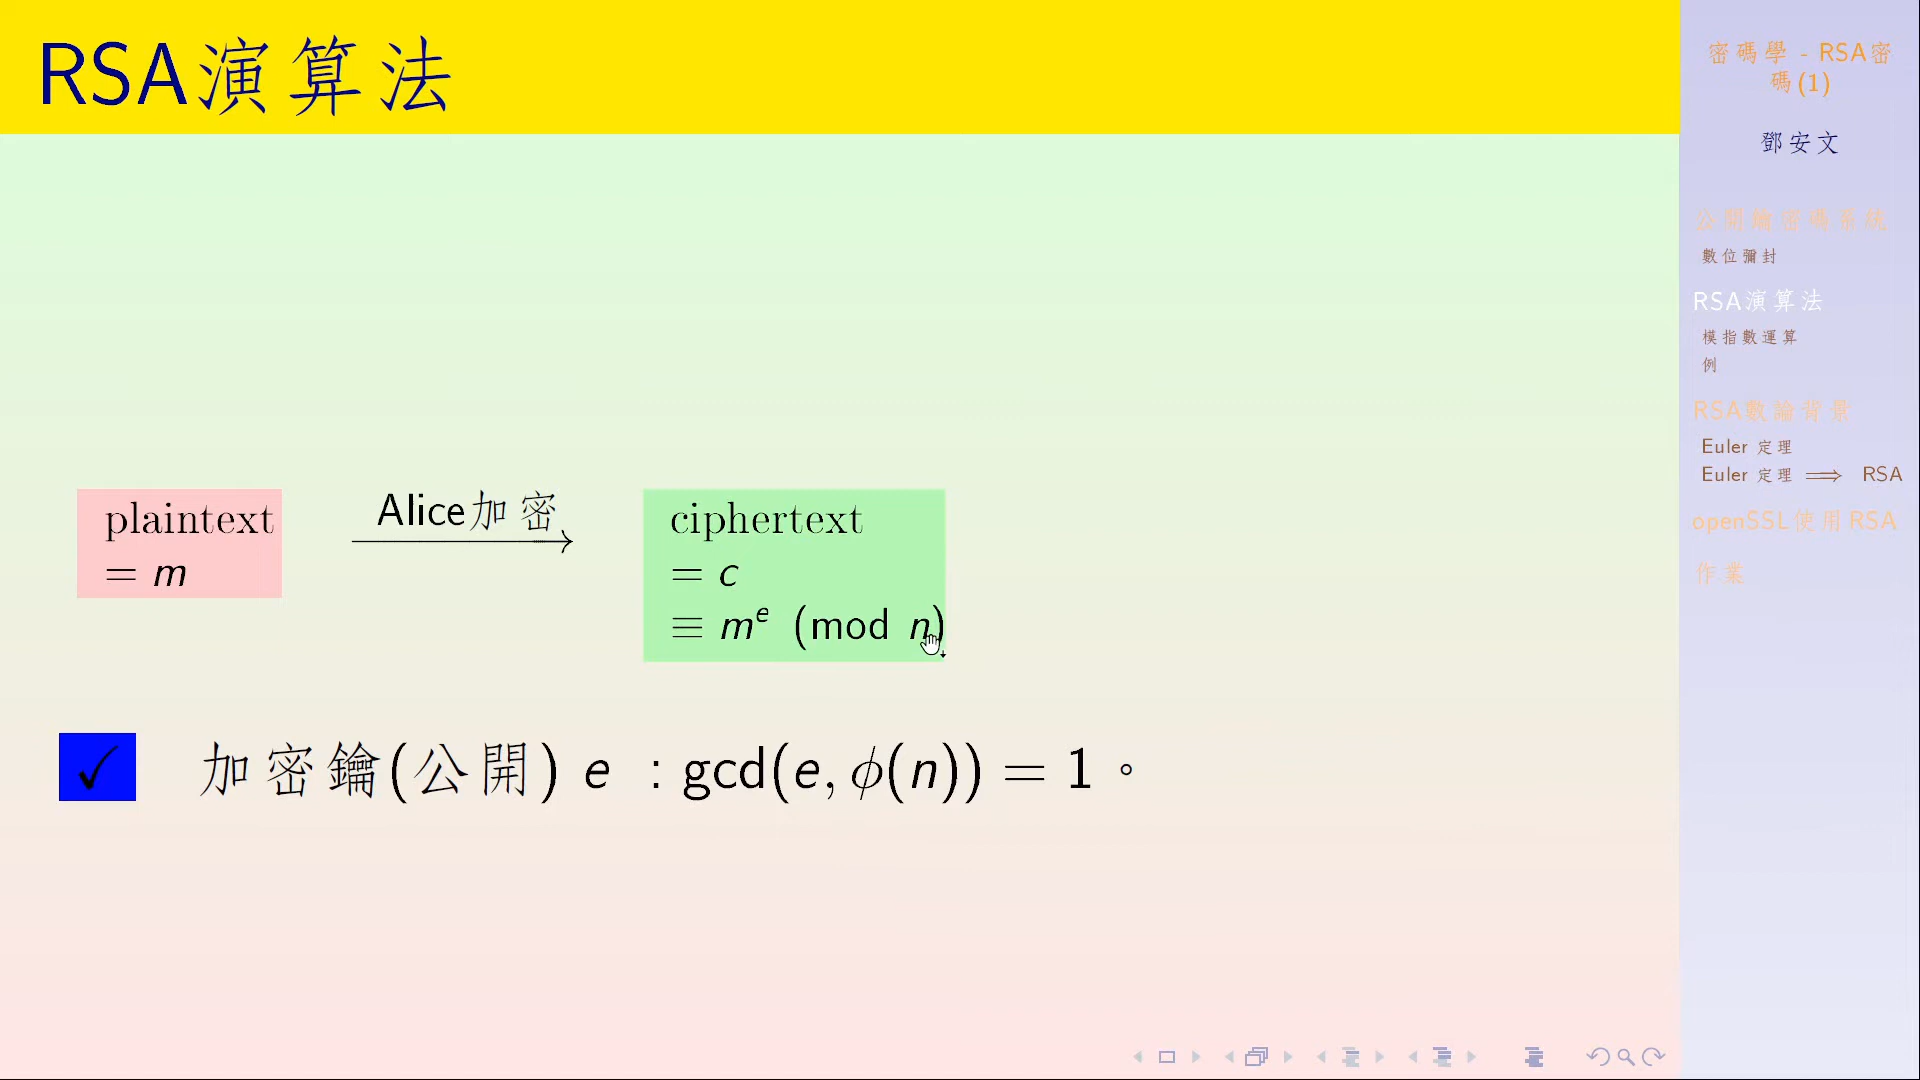 RSA演算法
plaintext
= m
Alice加密
ciphertext
= c
≡ mᵉ (mod n)
✓ 加密鑰(公開) e : gcd(e, ϕ(n)) = 1。
密碼學 - RSA密
碼(1)
鄧安文
公開鑰密碼系統
數位彌封
RSA演算法
模指數運算
例
RSA數論背景
Euler 定理
Euler 定理 ⟹ RSA
openSSL使用RSA
作業